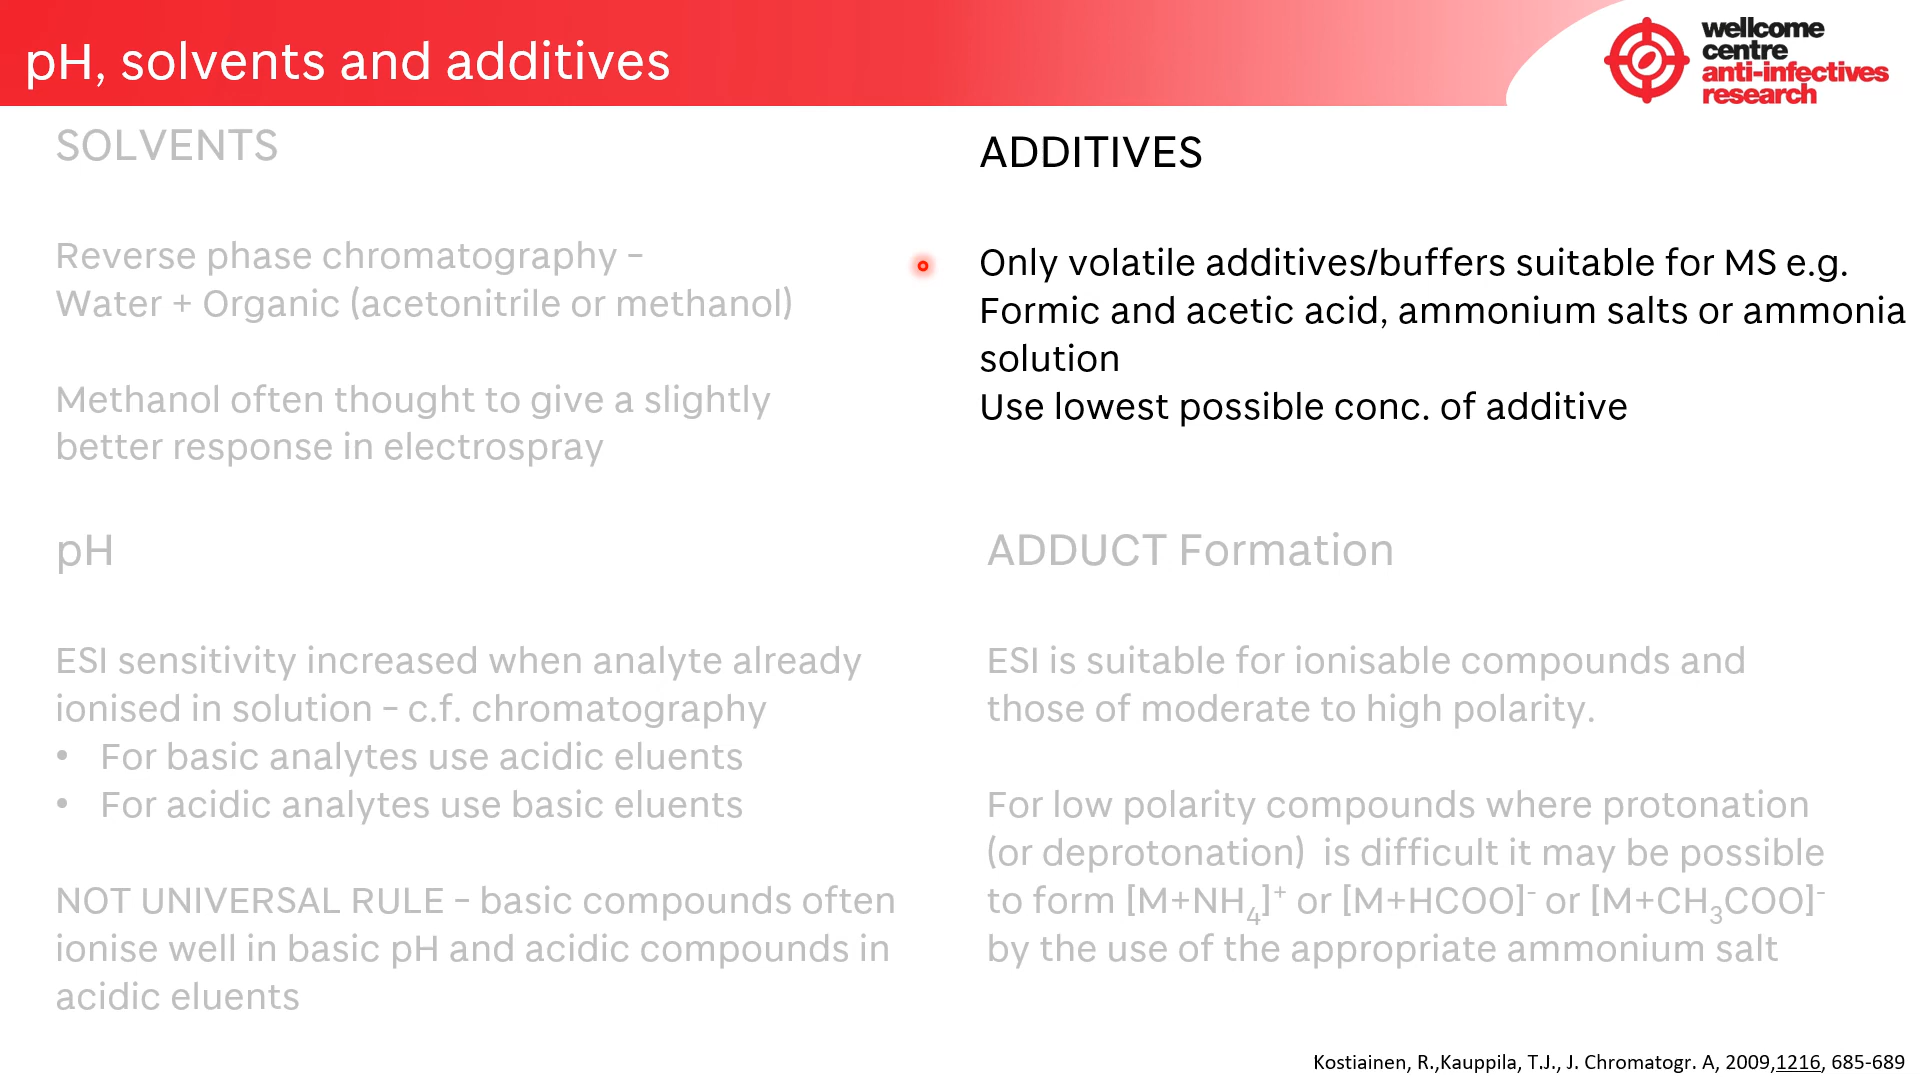 pH, solvents and additives
wellcome
centre
anti-infectives
research
SOLVENTS
Reverse phase chromatography –
Water + Organic (acetonitrile or methanol)
Methanol often thought to give a slightly
better response in electrospray
ADDITIVES
Only volatile additives/buffers suitable for MS e.g.
Formic and acetic acid, ammonium salts or ammonia
solution
Use lowest possible conc. of additive
pH
ESI sensitivity increased when analyte already
ionised in solution – c.f. chromatography
• For basic analytes use acidic eluents
• For acidic analytes use basic eluents
NOT UNIVERSAL RULE – basic compounds often
ionise well in basic pH and acidic compounds in
acidic eluents
ADDUCT Formation
ESI is suitable for ionisable compounds and
those of moderate to high polarity.
For low polarity compounds where protonation
(or deprotonation)  is difficult it may be possible
to form [M+NH₄]⁺ or [M+HCOO]⁻ or [M+CH₃COO]⁻
by the use of the appropriate ammonium salt
Kostiainen, R.,Kauppila, T.J., J. Chromatogr. A, 2009,1216, 685-689